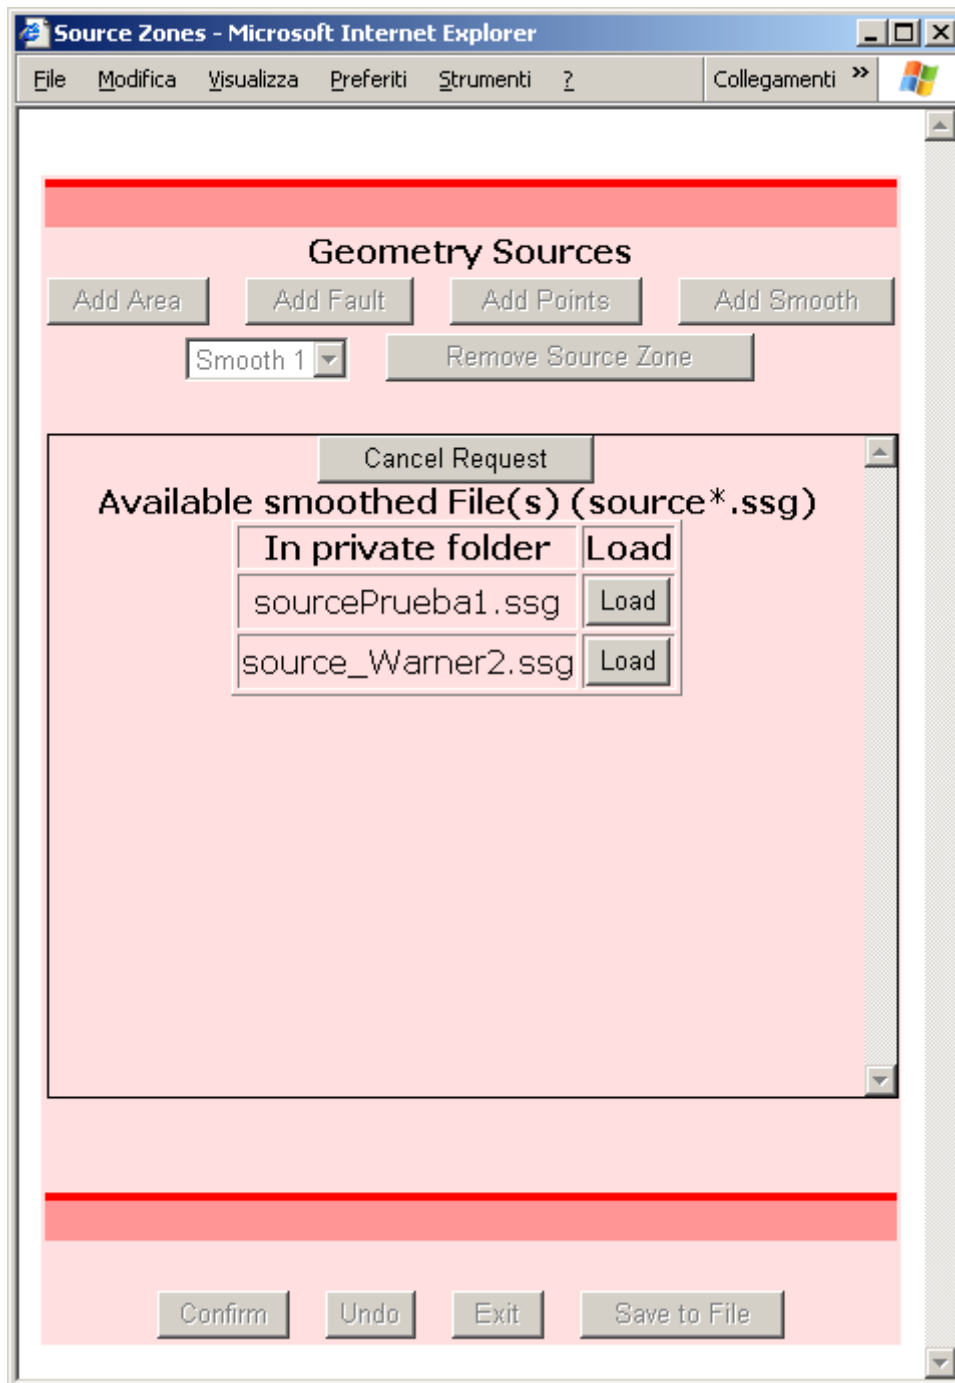 Source Zones - Microsoft Internet Explorer
File Modifica Visualizza Preferiti Strumenti ? Collegamenti »
Geometry Sources
Add Area Add Fault Add Points Add Smooth
Smooth 1 Remove Source Zone
Cancel Request
Available smoothed File(s) (source*.ssg)
In private folder Load
sourcePrueba1.ssg Load
source_Warner2.ssg Load
Confirm Undo Exit Save to File